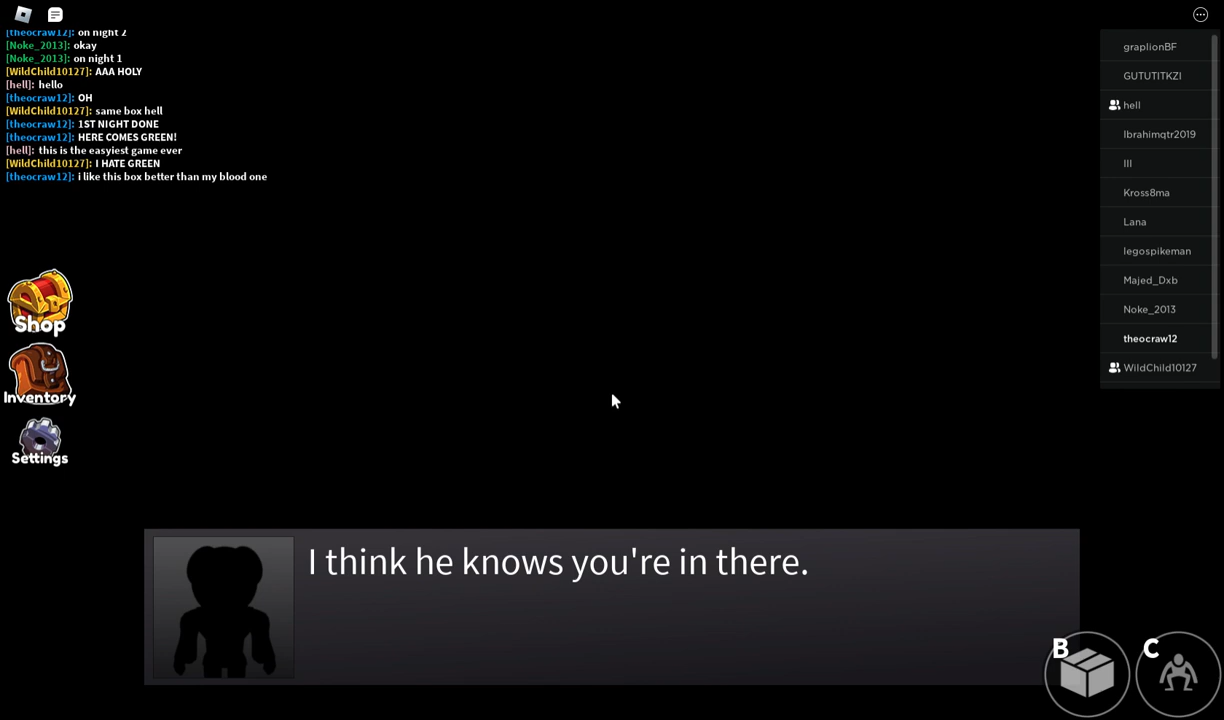 [theocraw12]: on night 2
[Noke_2013]: okay
[Noke_2013]: on night 1
[WildChild10127]: AAA HOLY
[hell]: hello
[theocraw12]: OH
[WildChild10127]: same box hell
[theocraw12]: 1ST NIGHT DONE
[theocraw12]: HERE COMES GREEN!
[hell]: this is the easyiest game ever
[WildChild10127]: I HATE GREEN
[theocraw12]: i like this box better than my blood one
graplionBF
GUTUTITKZI
hell
Ibrahimqtr2019
III
Kross8ma
Lana
legospikeman
Majed_Dxb
Noke_2013
theocraw12
WildChild10127
Shop
Inventory
Settings
I think he knows you're in there.
B
C